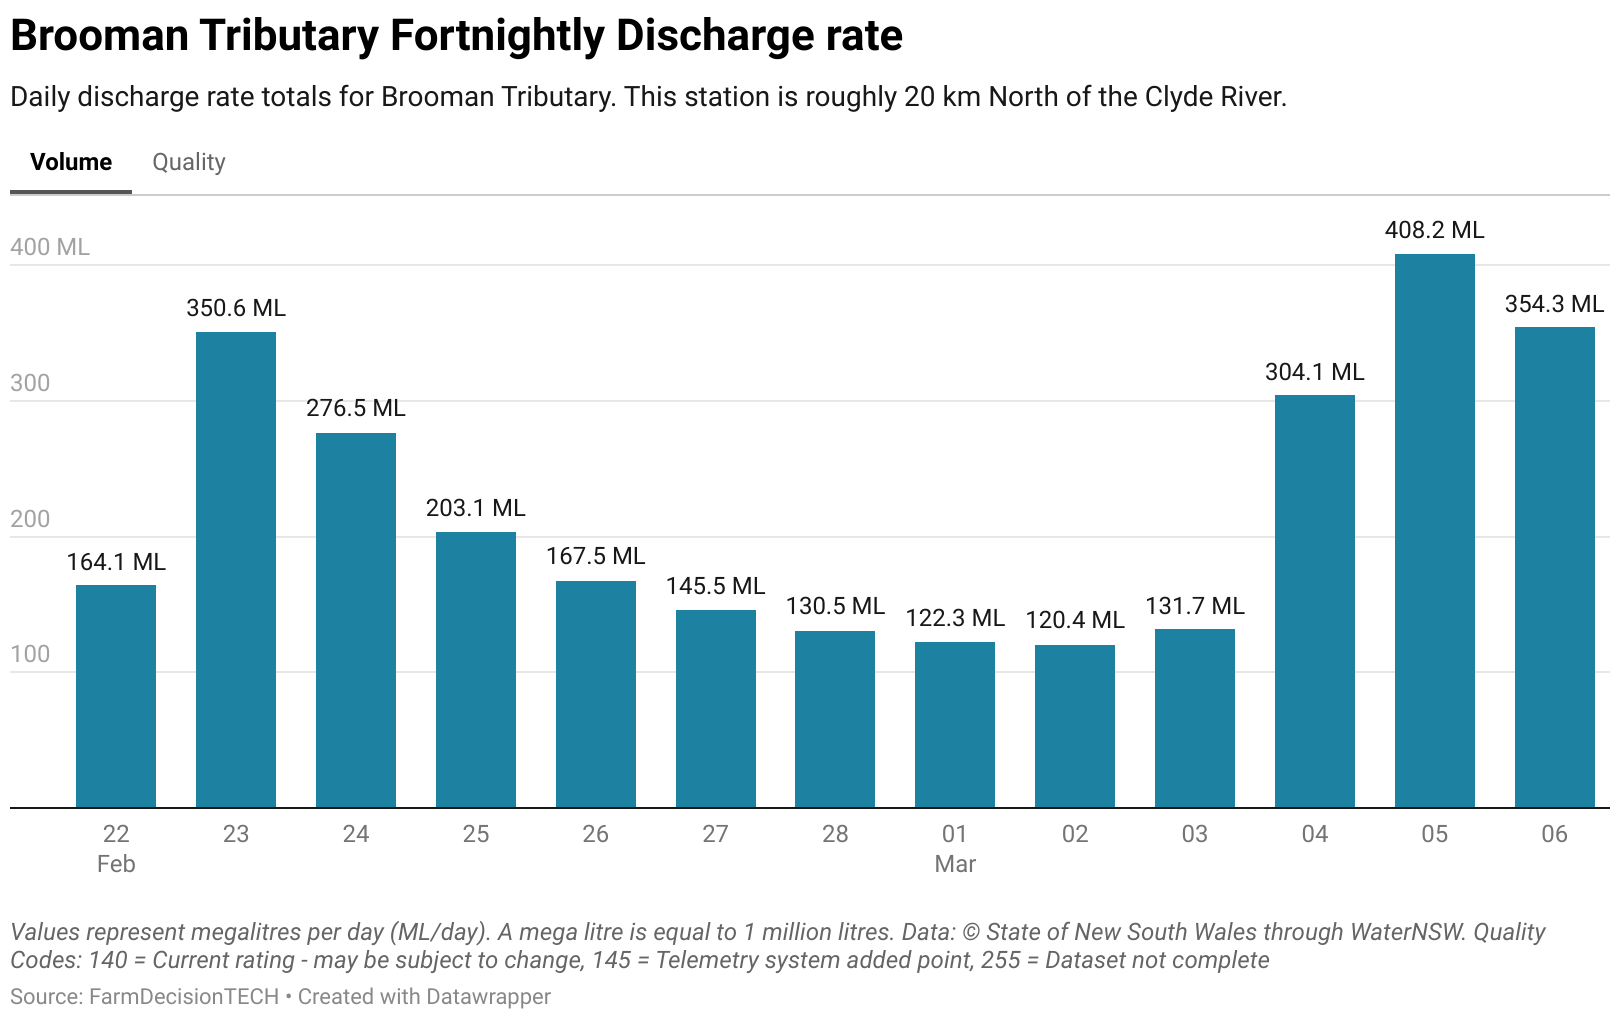 Brooman Tributary Fortnightly Discharge rate
Daily discharge rate totals for Brooman Tributary. This station is roughly 20 km North of the Clyde River.
Volume Quality
400 ML
300
200
100
164.1 ML
350.6 ML
276.5 ML
203.1 ML
167.5 ML
145.5 ML
130.5 ML
122.3 ML
120.4 ML
131.7 ML
304.1 ML
408.2 ML
354.3 ML
22 23 24 25 26 27 28 01 02 03 04 05 06
Feb Mar
Values represent megalitres per day (ML/day). A mega litre is equal to 1 million litres. Data: © State of New South Wales through WaterNSW. Quality
Codes: 140 = Current rating - may be subject to change, 145 = Telemetry system added point, 255 = Dataset not complete
Source: FarmDecisionTECH • Created with Datawrapper